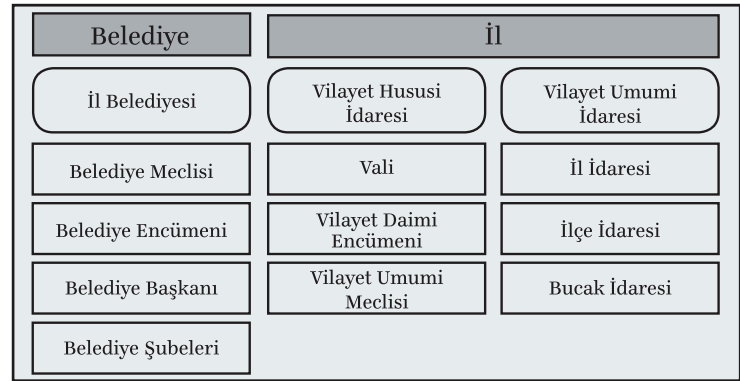 Belediye
İl
İl Belediyesi
Vilayet Hususi
İdaresi
Vilayet Umumi
İdaresi
Belediye Meclisi
Vali
İl İdaresi
Belediye Encümeni
Vilayet Daimi
Encümeni
İlçe İdaresi
Belediye Başkanı
Vilayet Umumi
Meclisi
Bucak İdaresi
Belediye Şubeleri